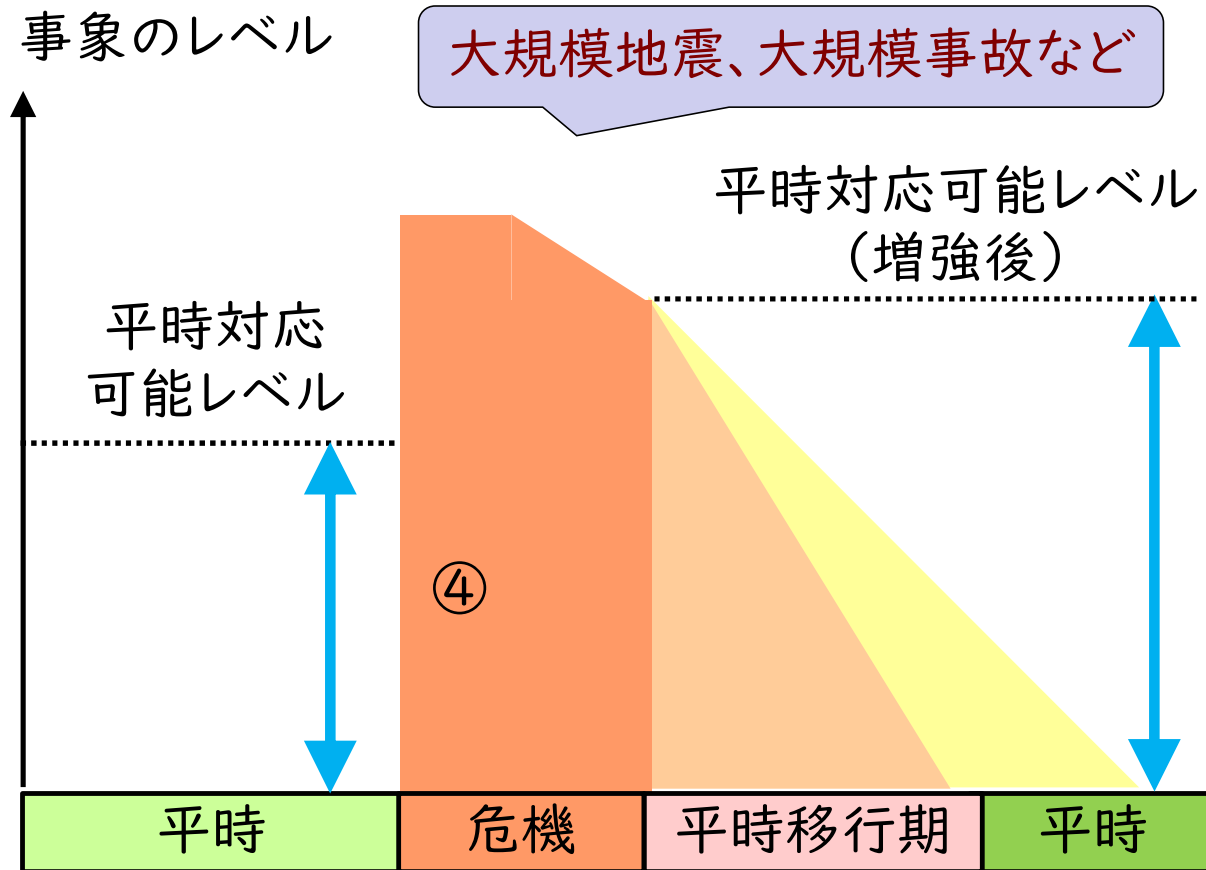 事象のレベル
大規模地震、大規模事故など
平時対応可能レベル
（増強後）
平時対応
可能レベル
④
平時
危機
平時移行期
平時